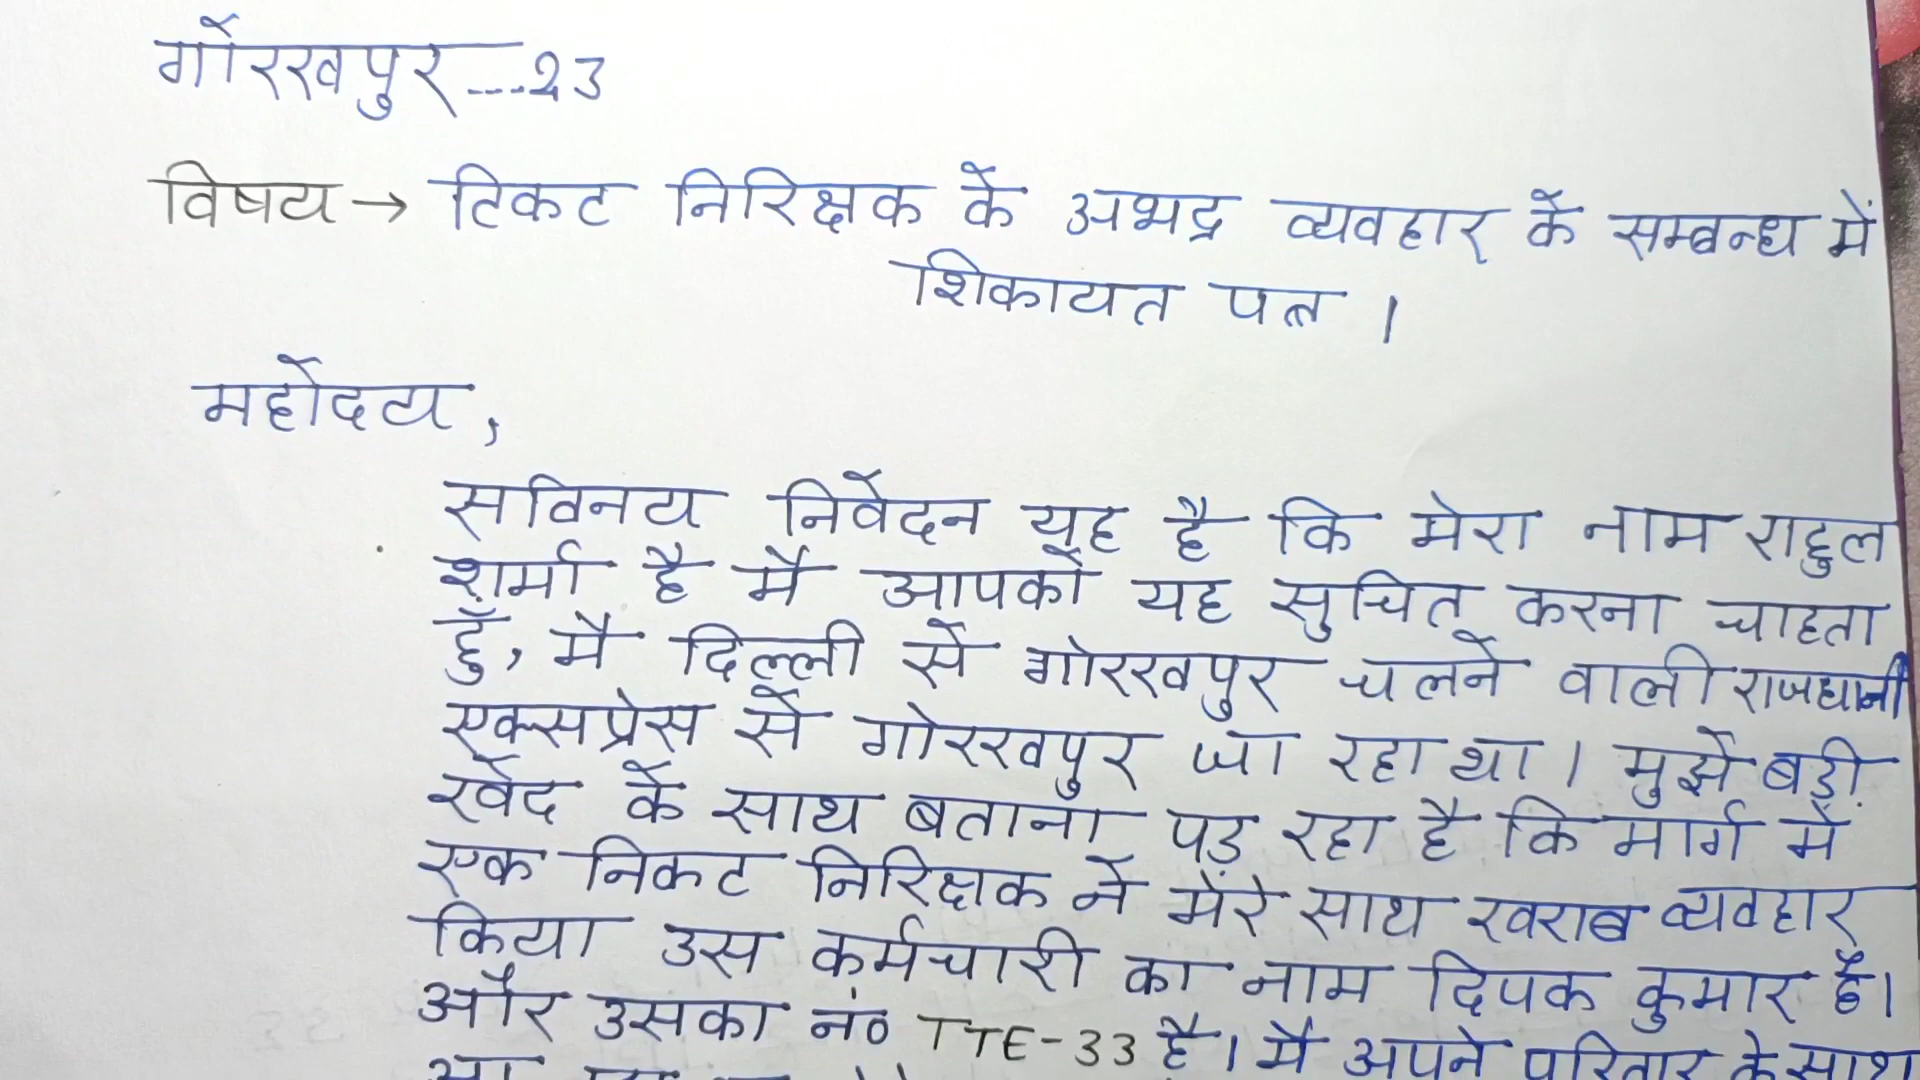 गोरखपुर---23
विषय → टिकट निरिक्षक के अभद्र व्यवहार के सम्बन्ध में
शिकायत पत्र ।
महोदय,
सविनय निवेदन यह है कि मेरा नाम राहुल
शर्मा है मै आपको यह सुचित करना चाहता
हुँ, मै दिल्ली से गोरखपुर चलने वाली राजधानी
एक्सप्रेस से गोरखपुर जा रहा था। मुझे बड़ी
खेद के साथ बताना पड़ रहा है कि मार्ग में
एक निकट निरिक्षक ने मेरे साथ खराब व्यवहार
किया उस कर्मचारी का नाम दिपक कुमार है।
और उसका नं० TTE-33 है। मै अपने परिवार के साथ